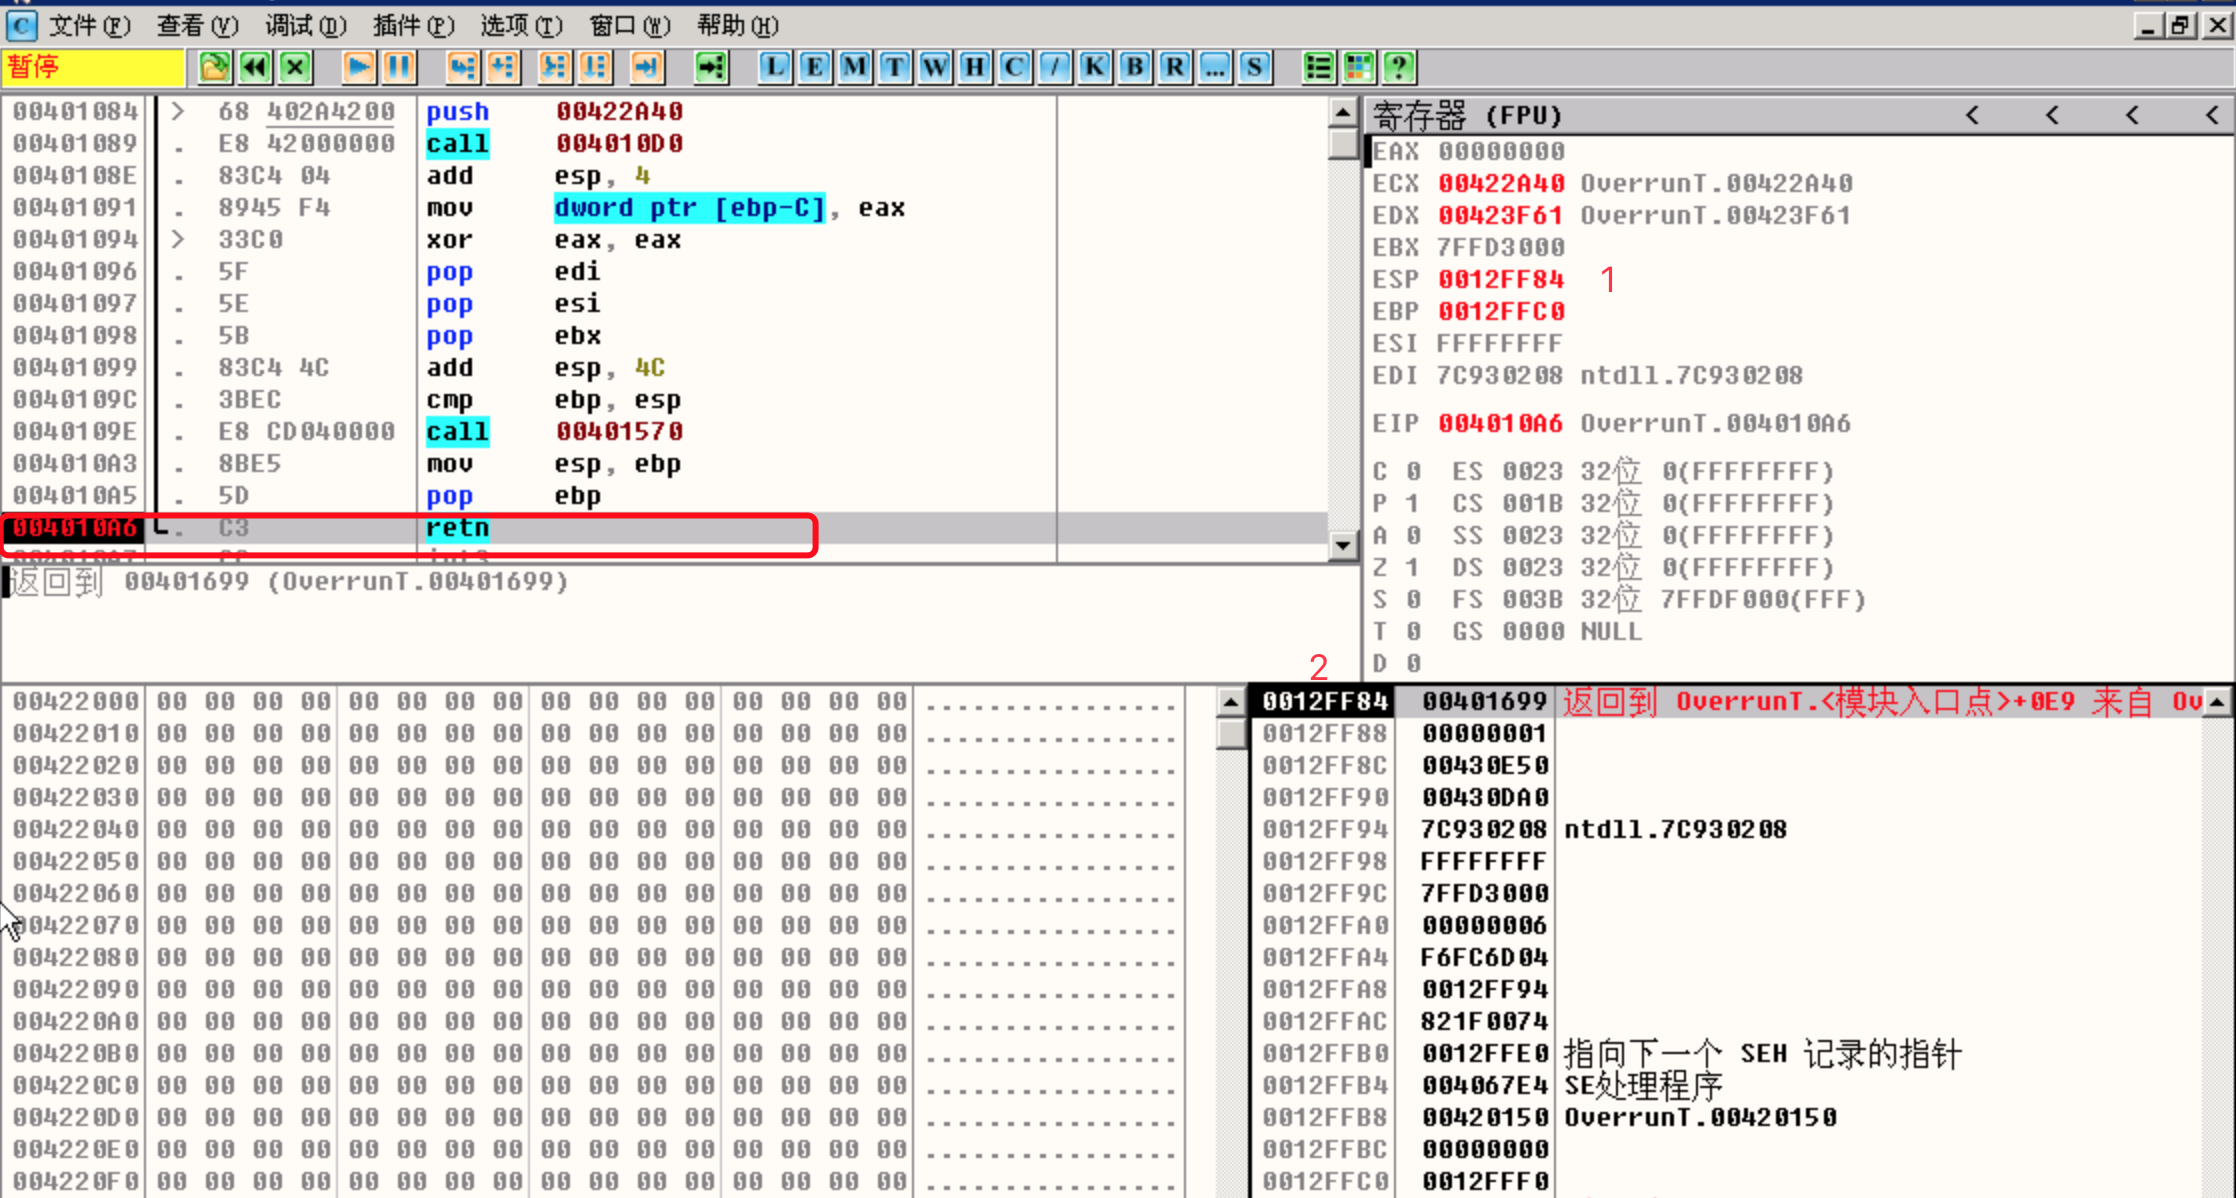 文件(F) 查看(V) 调试(D) 插件(P) 选项(T) 窗口(W) 帮助(H)
暂停 L E M T W H C / K B R ... S ?
00401084 > 68 402A4200 push 00422A40
00401089 . E8 42000000 call 004010D0
0040108E . 83C4 04 add esp, 4
00401091 . 8945 F4 mov dword ptr [ebp-C], eax
00401094 > 33C0 xor eax, eax
00401096 . 5F pop edi
00401097 . 5E pop esi
00401098 . 5B pop ebx
00401099 . 83C4 4C add esp, 4C
0040109C . 3BEC cmp ebp, esp
0040109E . E8 CD040000 call 00401570
004010A3 . 8BE5 mov esp, ebp
004010A5 . 5D pop ebp
004010A6 . C3 retn
返回到 00401699 (OverrunT.00401699)
寄存器 (FPU) < < < <
EAX 00000000
ECX 00422A40 OverrunT.00422A40
EDX 00423F61 OverrunT.00423F61
EBX 7FFD3000
ESP 0012FF84 1
EBP 0012FFC0
ESI FFFFFFFF
EDI 7C930208 ntdll.7C930208
EIP 004010A6 OverrunT.004010A6
C 0 ES 0023 32位 0(FFFFFFFF)
P 1 CS 001B 32位 0(FFFFFFFF)
A 0 SS 0023 32位 0(FFFFFFFF)
Z 1 DS 0023 32位 0(FFFFFFFF)
S 0 FS 003B 32位 7FFDF000(FFF)
T 0 GS 0000 NULL
D 0
2
00422000 00 00 00 00 00 00 00 00 00 00 00 00 00 00 00 00 ................
00422010 00 00 00 00 00 00 00 00 00 00 00 00 00 00 00 00 ................
00422020 00 00 00 00 00 00 00 00 00 00 00 00 00 00 00 00 ................
00422030 00 00 00 00 00 00 00 00 00 00 00 00 00 00 00 00 ................
00422040 00 00 00 00 00 00 00 00 00 00 00 00 00 00 00 00 ................
00422050 00 00 00 00 00 00 00 00 00 00 00 00 00 00 00 00 ................
00422060 00 00 00 00 00 00 00 00 00 00 00 00 00 00 00 00 ................
00422070 00 00 00 00 00 00 00 00 00 00 00 00 00 00 00 00 ................
00422080 00 00 00 00 00 00 00 00 00 00 00 00 00 00 00 00 ................
00422090 00 00 00 00 00 00 00 00 00 00 00 00 00 00 00 00 ................
004220A0 00 00 00 00 00 00 00 00 00 00 00 00 00 00 00 00 ................
004220B0 00 00 00 00 00 00 00 00 00 00 00 00 00 00 00 00 ................
004220C0 00 00 00 00 00 00 00 00 00 00 00 00 00 00 00 00 ................
004220D0 00 00 00 00 00 00 00 00 00 00 00 00 00 00 00 00 ................
004220E0 00 00 00 00 00 00 00 00 00 00 00 00 00 00 00 00 ................
004220F0 00 00 00 00 00 00 00 00 00 00 00 00 00 00 00 00 ................
0012FF84 00401699 返回到 OverrunT.<模块入口点>+0E9 来自 Ov
0012FF88 00000001
0012FF8C 00430E50
0012FF90 00430DA0
0012FF94 7C930208 ntdll.7C930208
0012FF98 FFFFFFFF
0012FF9C 7FFD3000
0012FFA0 00000006
0012FFA4 F6FC6D04
0012FFA8 0012FF94
0012FFAC 821F0074
0012FFB0 0012FFE0 指向下一个 SEH 记录的指针
0012FFB4 004067E4 SE处理程序
0012FFB8 00420150 OverrunT.00420150
0012FFBC 00000000
0012FFC0 0012FFF0